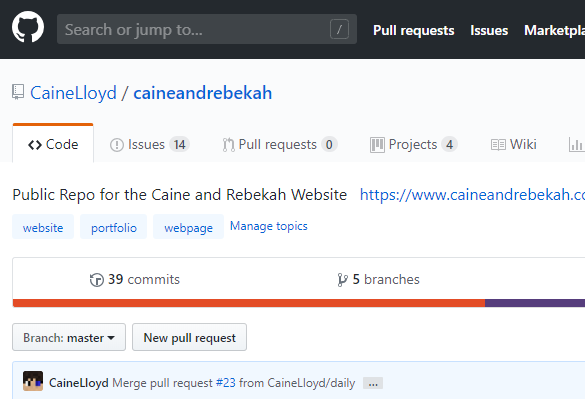 Search or jump to... / Pull requests Issues Marketpla
CaineLloyd / caineandrebekah
Code Issues 14 Pull requests 0 Projects 4 Wiki
Public Repo for the Caine and Rebekah Website https://www.caineandrebekah.co
website portfolio webpage Manage topics
39 commits 5 branches
Branch: master New pull request
CaineLloyd Merge pull request #23 from CaineLloyd/daily ...